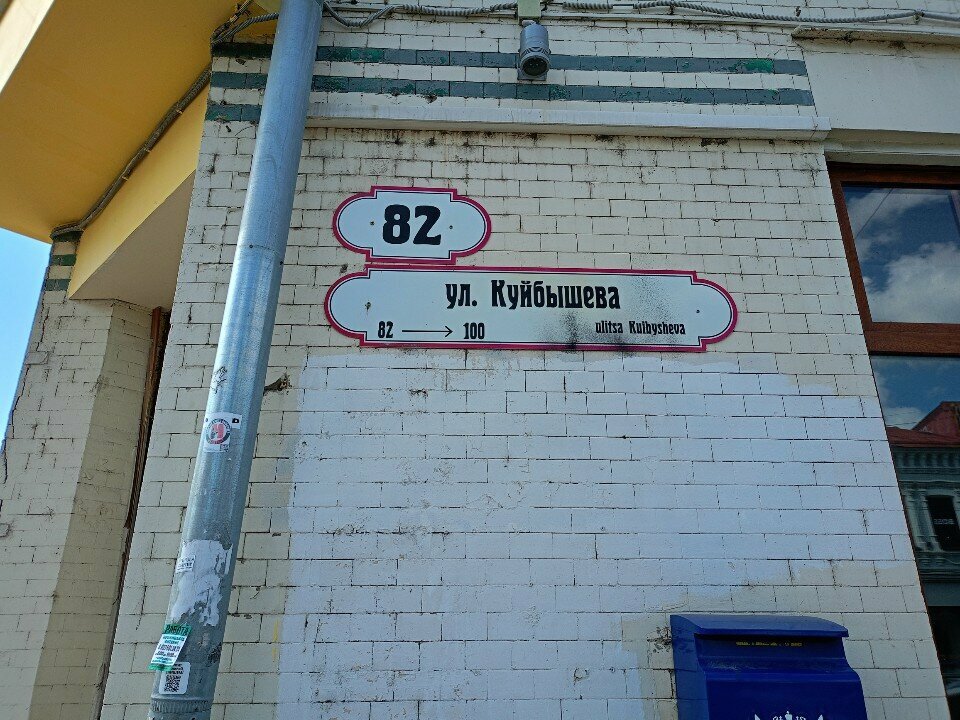 82
ул. Куйбышева
82 → 100
ulitsa Kuibysheva